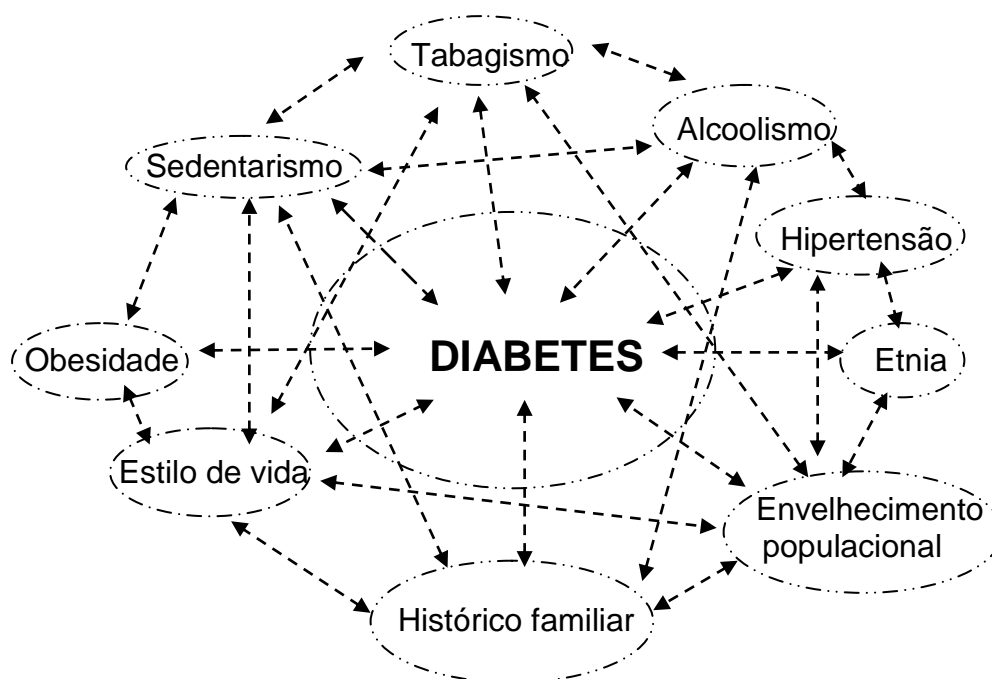 Tabagismo
Alcoolismo
Sedentarismo
Hipertensão
Obesidade
DIABETES
Etnia
Estilo de vida
Envelhecimento
populacional
Histórico familiar